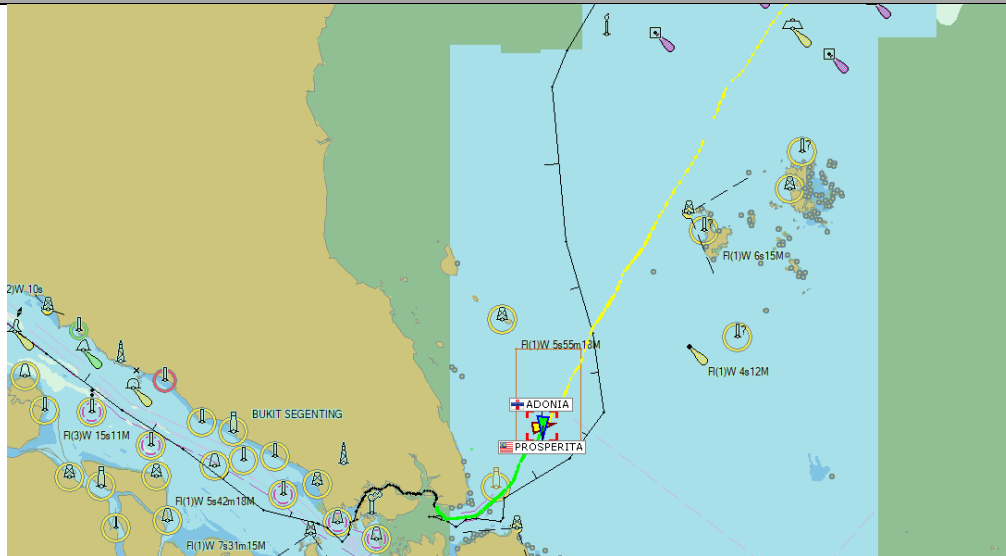 ?
?
Fl(1)W 6s15M
2)W 10s
Fl(1)W 5s55m18M
?
Fl(1)W 4s12M
ADONIA
BUKIT SEGENTING
Fl(3)W 15s11M
PROSPERITA
Fl(1)W 5s42m18M
Fl(1)W 7s31m15M